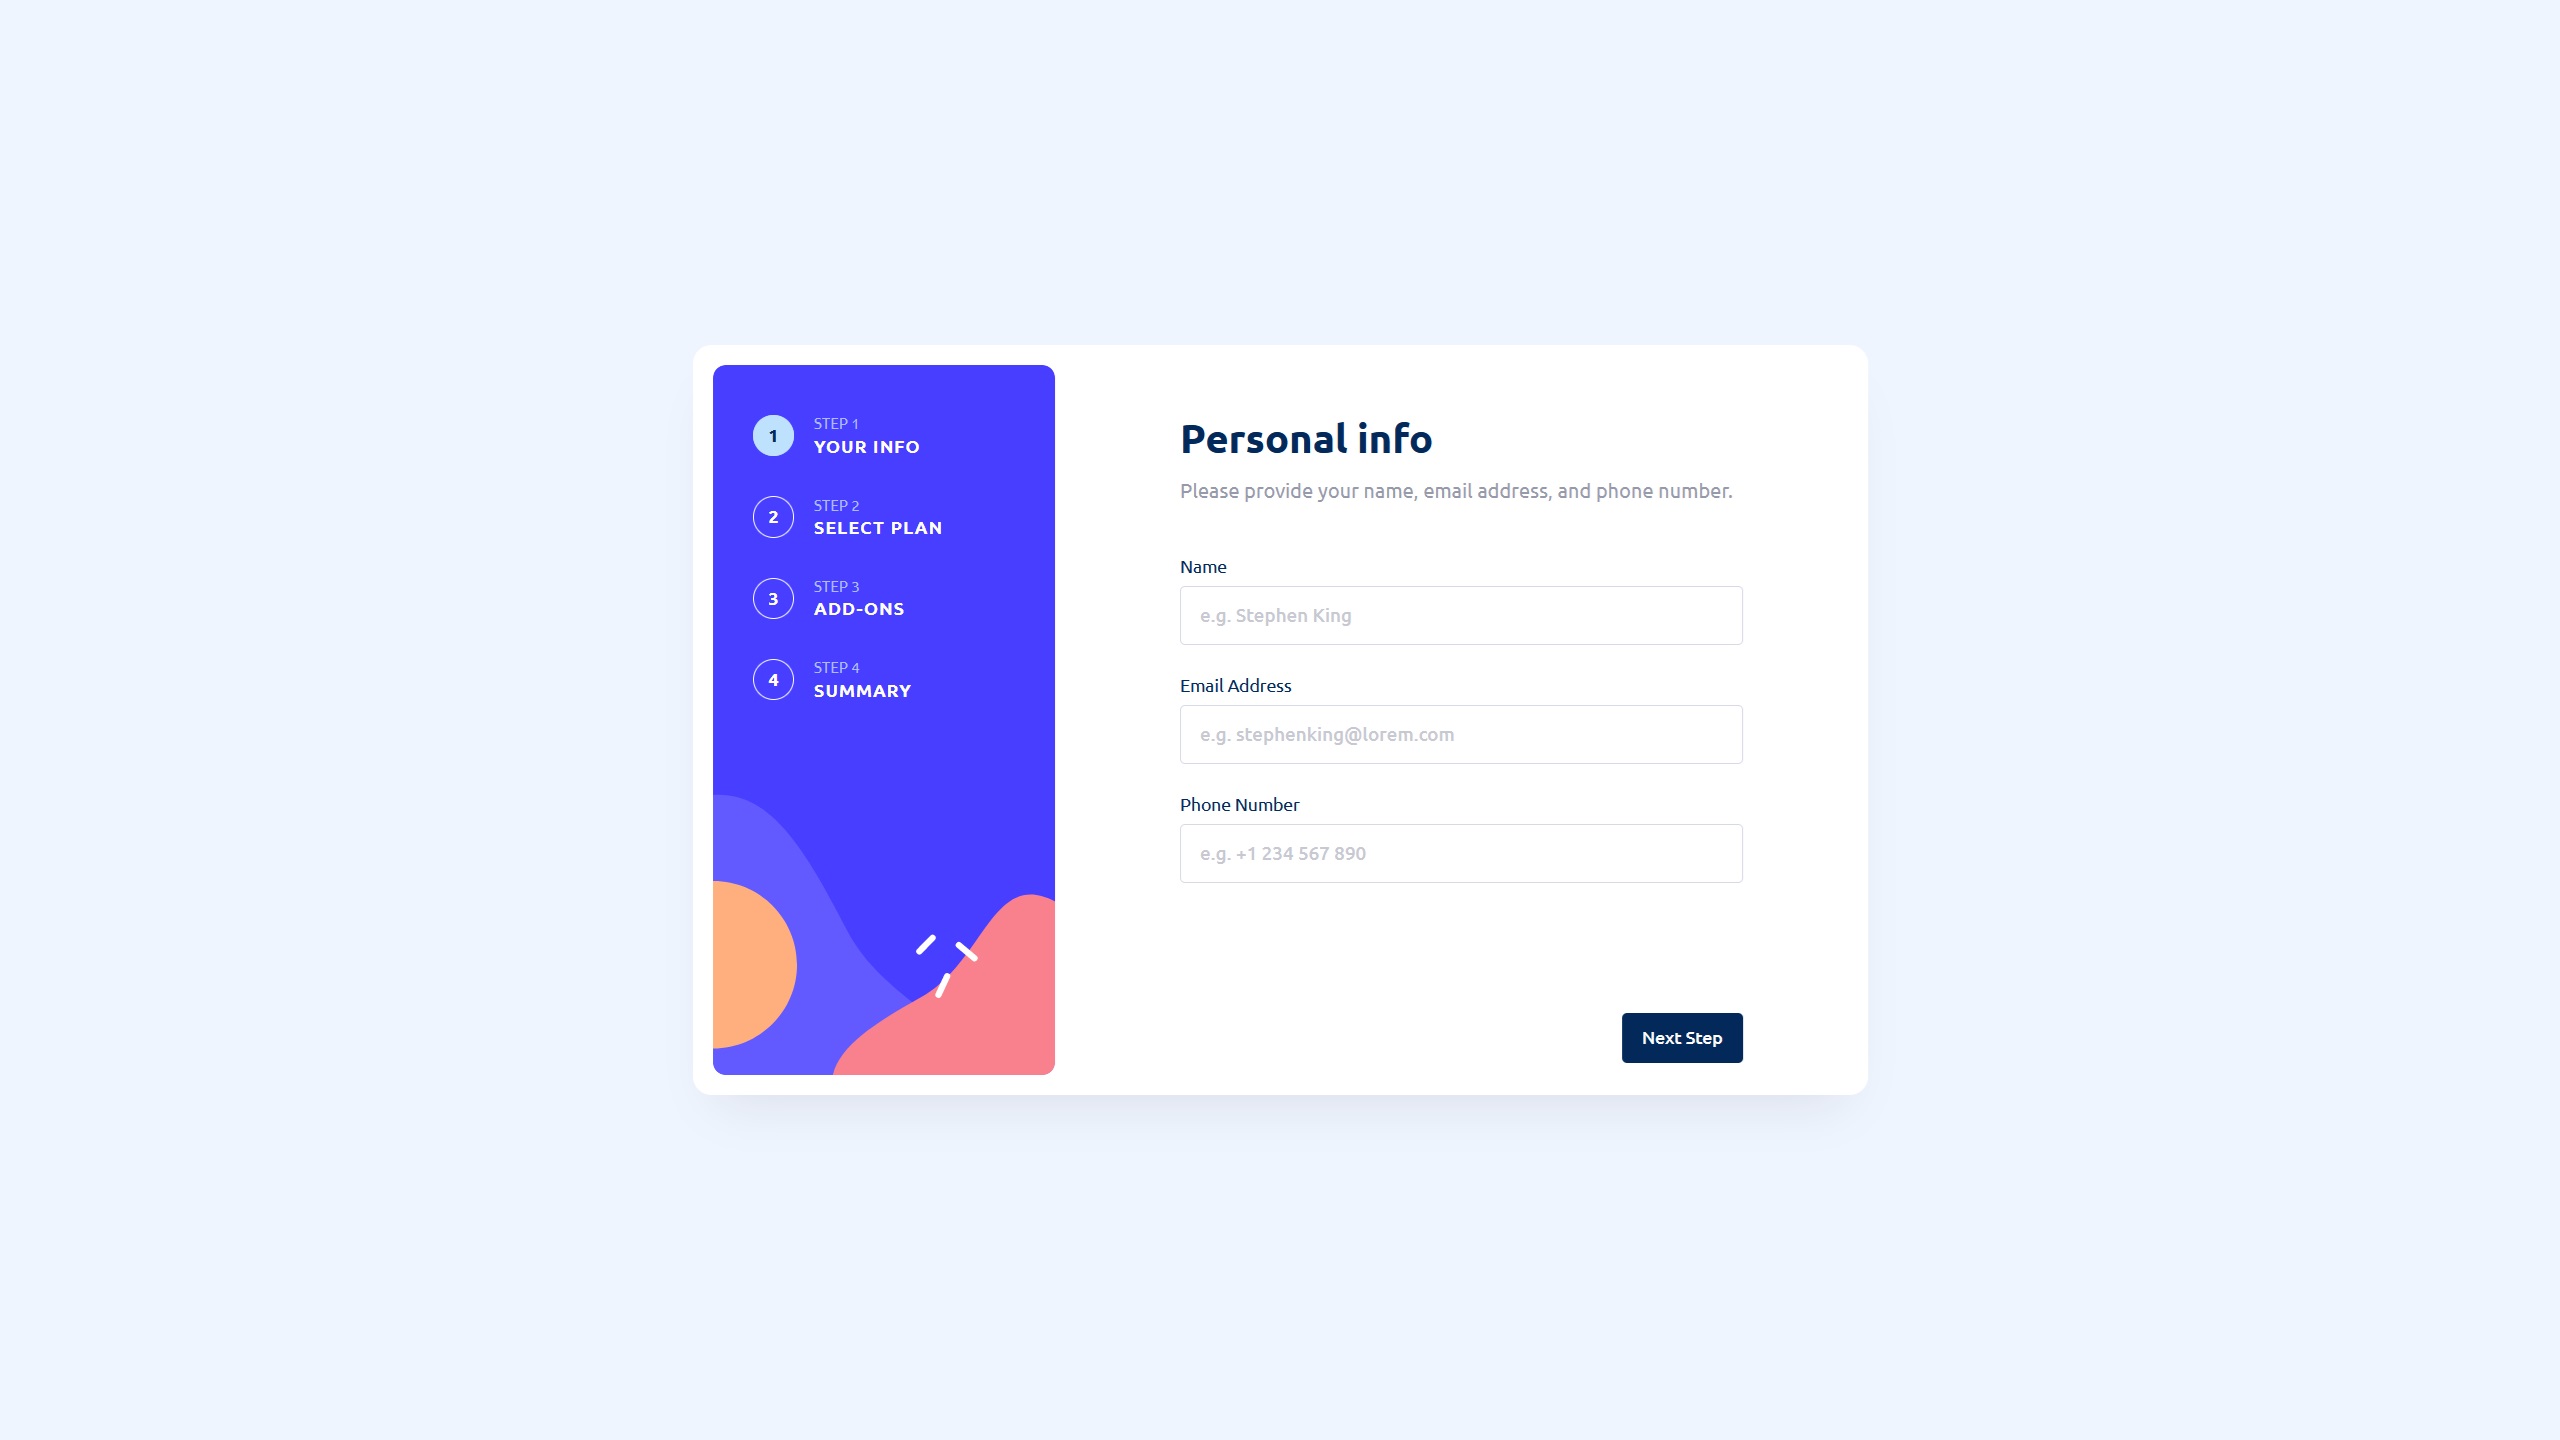 1
STEP 1
YOUR INFO
2
STEP 2
SELECT PLAN
3
STEP 3
ADD-ONS
4
STEP 4
SUMMARY
Personal info
Please provide your name, email address, and phone number.
Name
e.g. Stephen King
Email Address
e.g. stephenking@lorem.com
Phone Number
e.g. +1 234 567 890
Next Step